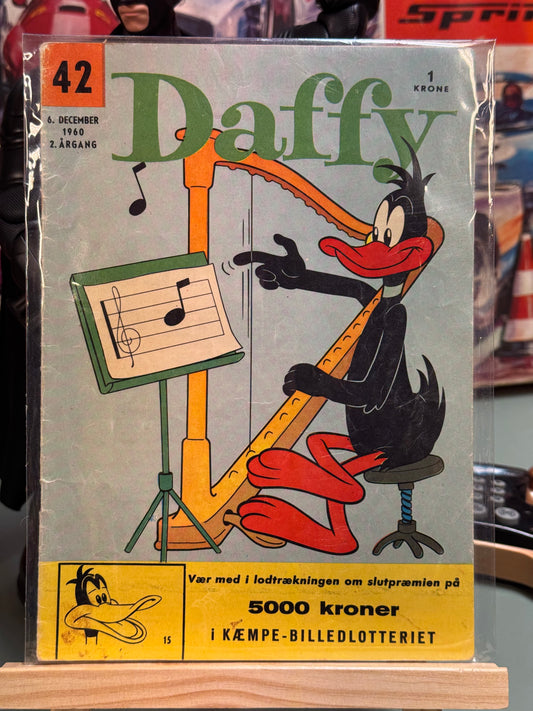 42
6. DECEMBER
1960
2. ÅRGANG
Daffy
1
KRONE
Vær med i lodtrækningen om slutpræmien på
5000 kroner
i KÆMPE-BILLEDLOTTERIET
15